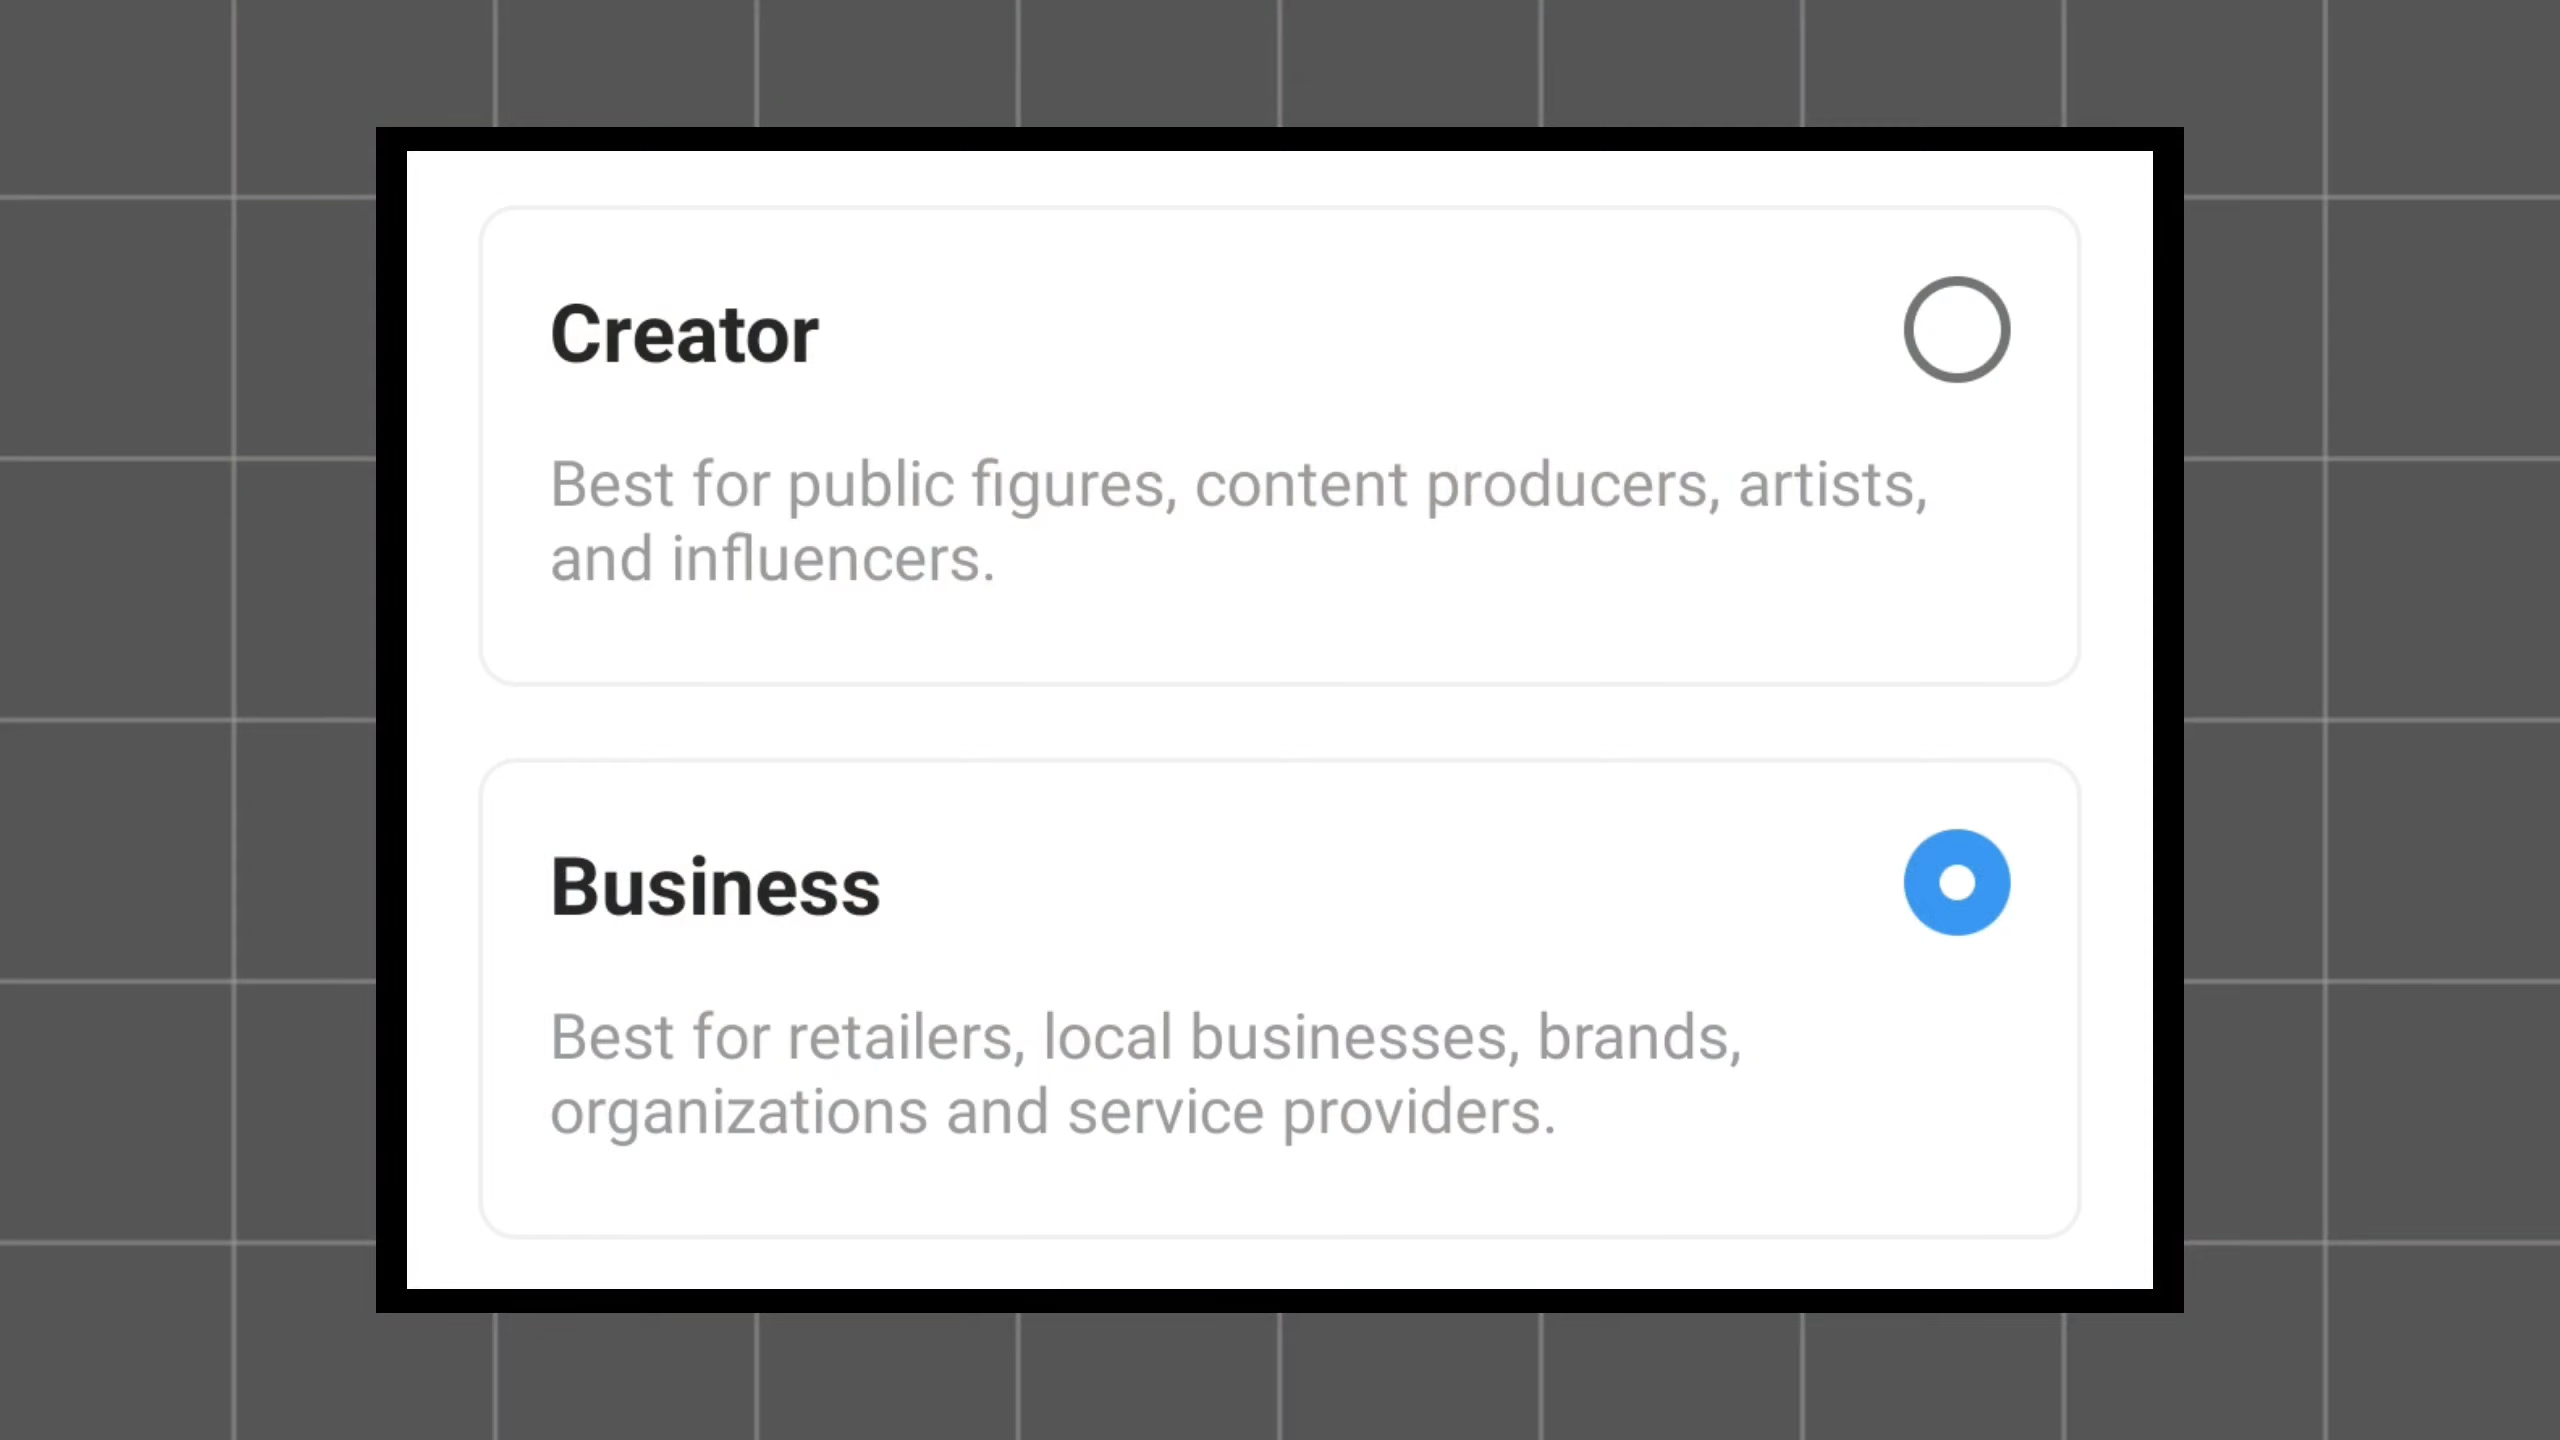 Creator
Best for public figures, content producers, artists,
and influencers.
Business
Best for retailers, local businesses, brands,
organizations and service providers.